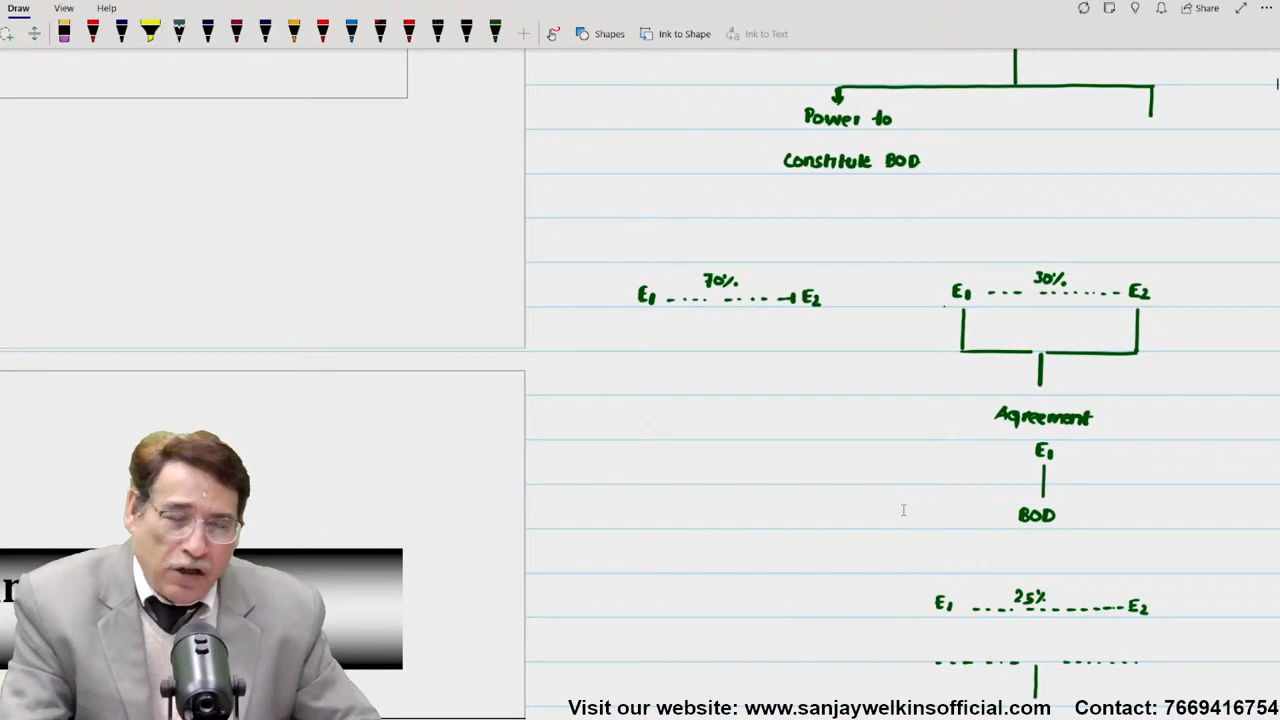 Draw View Help
Share
Shapes Ink to Shape Ink to Text
Power to
Constitute BOD
E1 70% E2
E1 30% E2
Agreement
E1
BOD
E1 25% E2
Visit our website: www.sanjaywelkinsofficial.com Contact: 7669416754